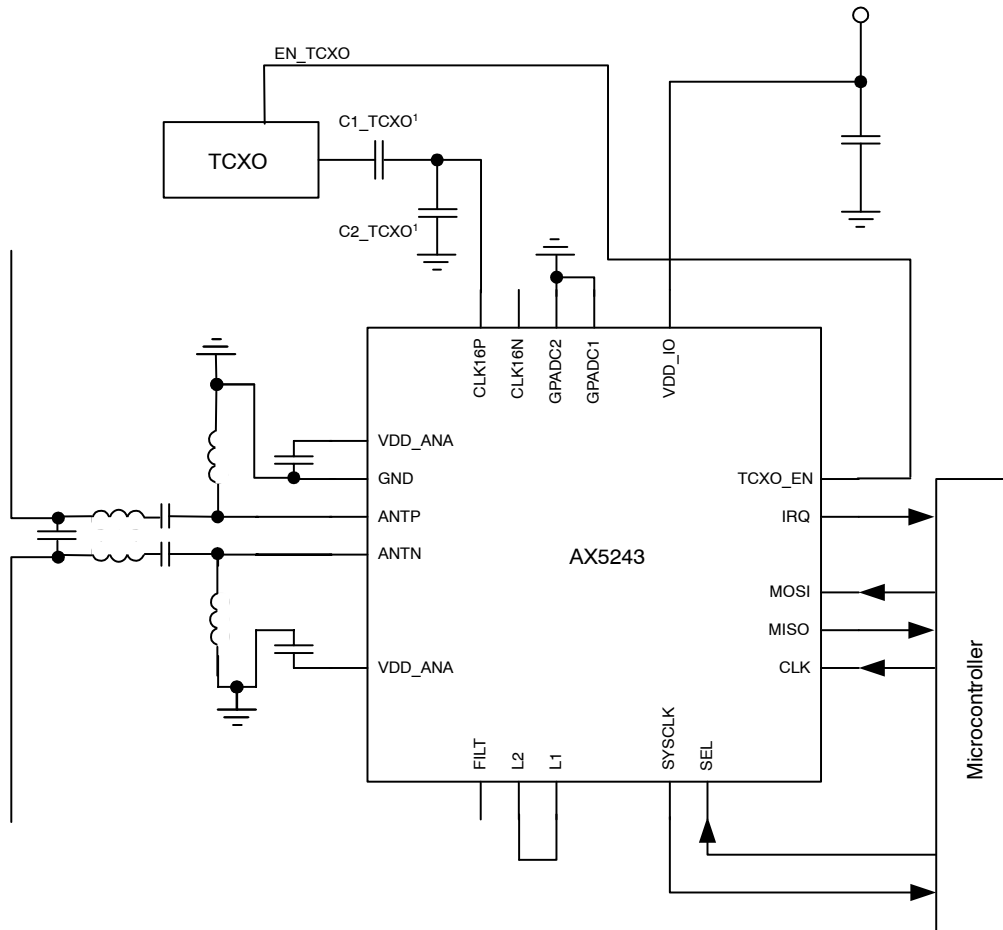 EN_TCXO
C1_TCXO¹
TCXO
C2_TCXO¹
CLK16P
CLK16N
GPADC2
GPADC1
VDD_IO
VDD_ANA
GND
TCXO_EN
ANTP
IRQ
ANTN
AX5243
MOSI
MISO
VDD_ANA
CLK
Microcontroller
FILT
L2
L1
SYSCLK
SEL